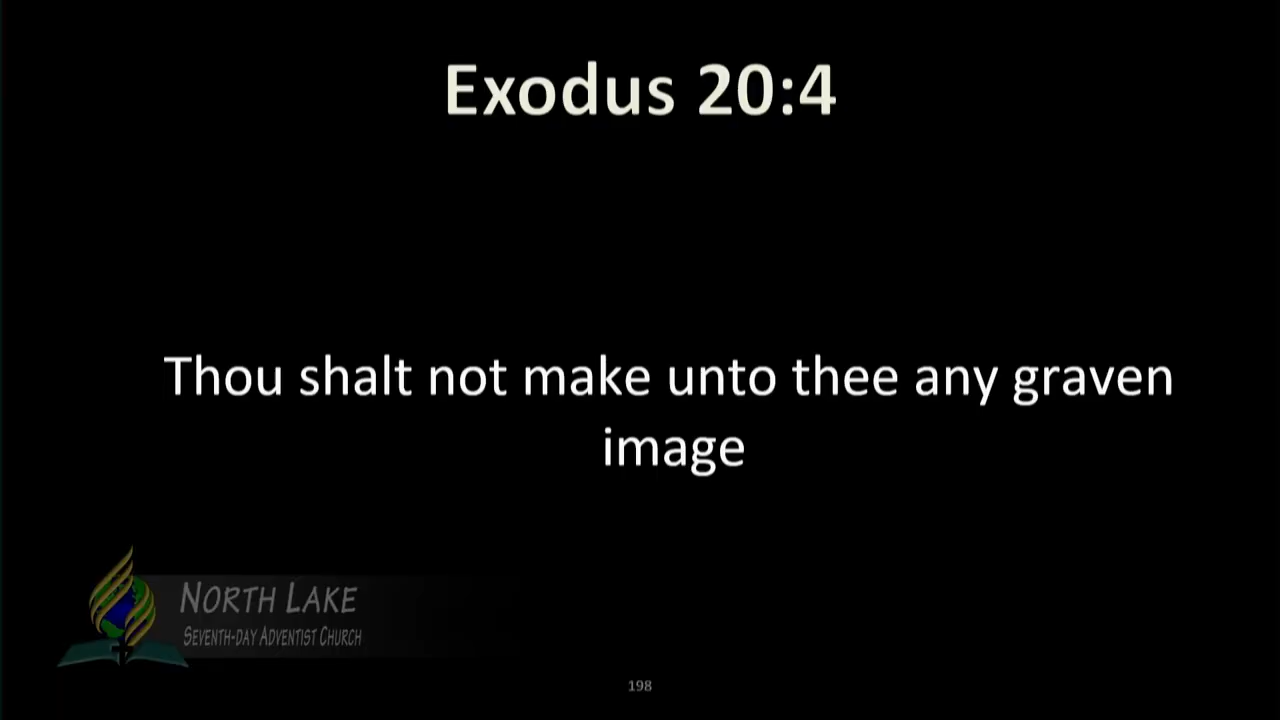 Exodus 20:4
Thou shalt not make unto thee any graven
image
NORTH LAKE
SEVENTH-DAY ADVENTIST CHURCH
198